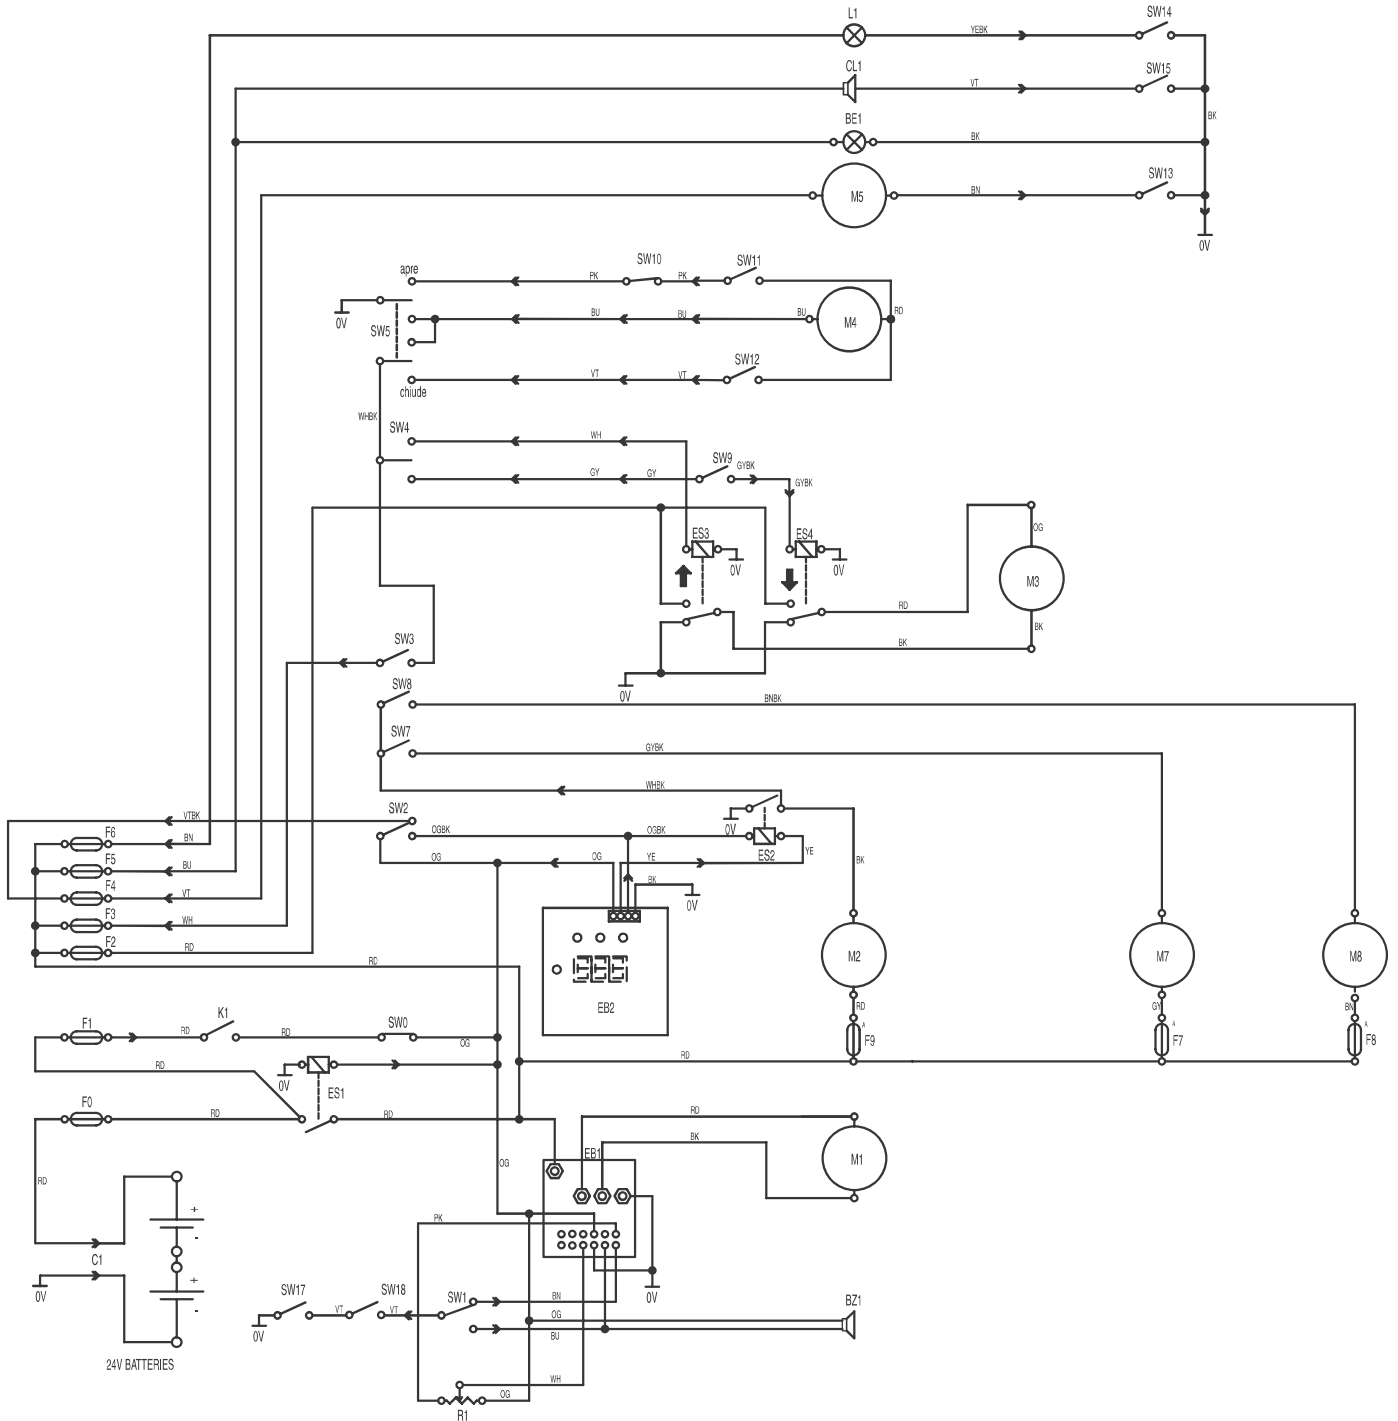 L1
YEBK
SW14
CL1
VT
SW15
BE1
BK
BK
M5
BN
SW13
0V
apre
PK
SW10
PK
SW11
0V
SW5
BU
BU
BU
M4
RD
chiude
VT
VT
SW12
WHBK
SW4
WH
GY
GY
SW9
GYBK
GYBK
ES3
0V
ES4
0V
OG
M3
RD
BK
BK
SW3
0V
SW8
BNBK
SW7
GYBK
WHBK
VTBK
SW2
OGBK
OGBK
0V
ES2
YE
F6
BN
OG
OG
YE
BK
F5
BU
BK
0V
F4
VT
F3
WH
F2
RD
RD
EB2
M2
M7
M8
RD
GY
BN
A
F9
A
F7
A
F8
F1
RD
K1
RD
SW0
OG
RD
0V
ES1
RD
F0
RD
RD
RD
M1
BK
EB1
OG
RD
+
-
C1
+
-
0V
24V BATTERIES
PK
0V
SW17
VT
SW18
VT
SW1
BN
OG
BU
BZ1
0V
WH
OG
R1